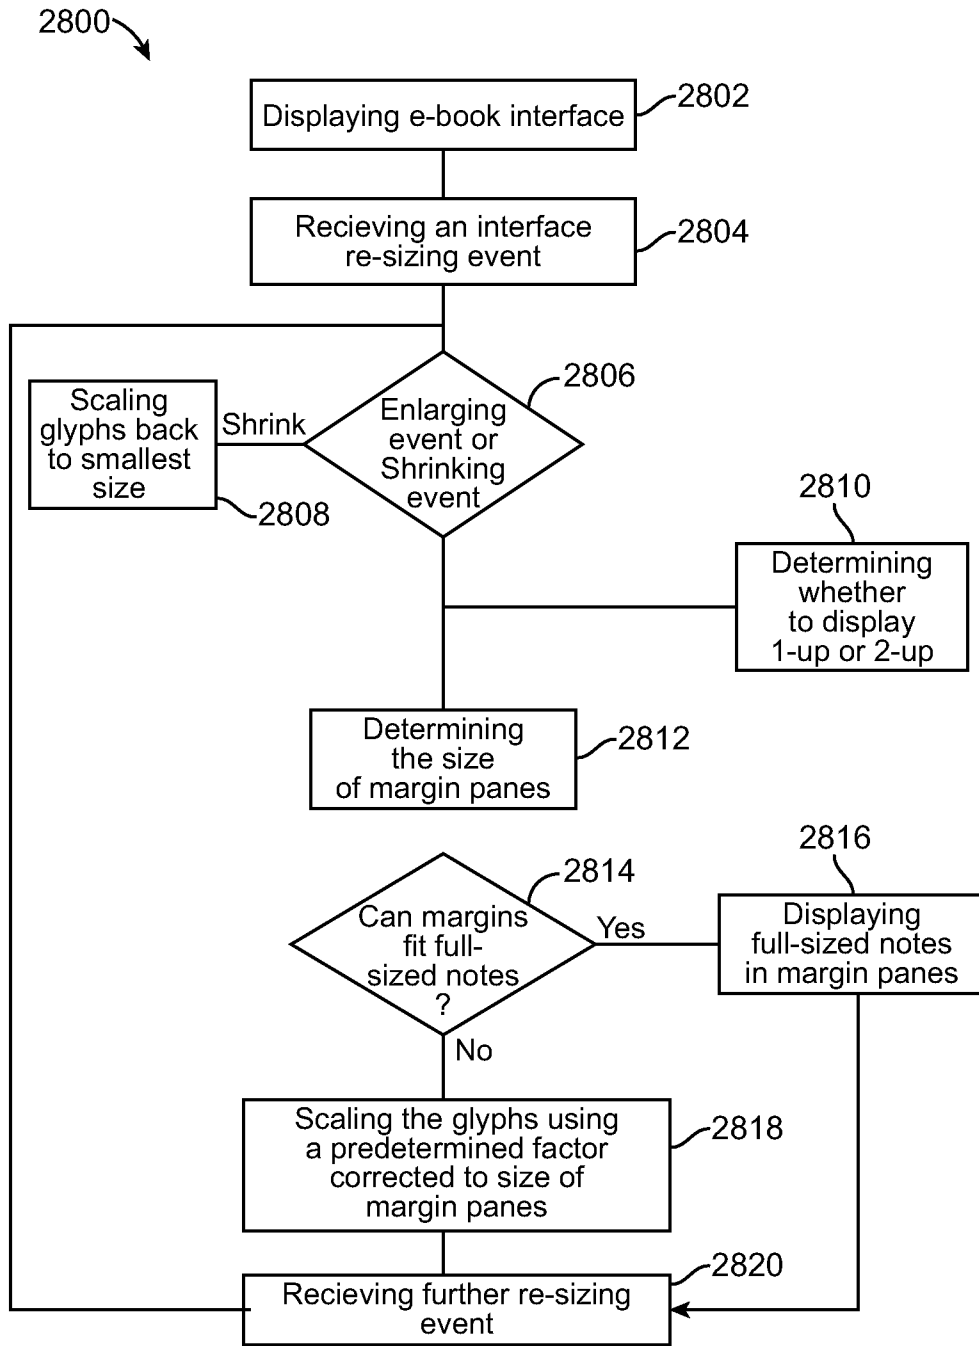 2800
Displaying e-book interface
2802
Recieving an interface
re-sizing event
2804
2806
Enlarging
event or
Shrinking
event
Shrink
Scaling
glyphs back
to smallest
size
2808
2810
Determining
whether
to display
1-up or 2-up
Determining
the size
of margin panes
2812
2814
Can margins
fit full-
sized notes
?
Yes
2816
Displaying
full-sized notes
in margin panes
No
Scaling the glyphs using
a predetermined factor
corrected to size of
margin panes
2818
2820
Recieving further re-sizing
event